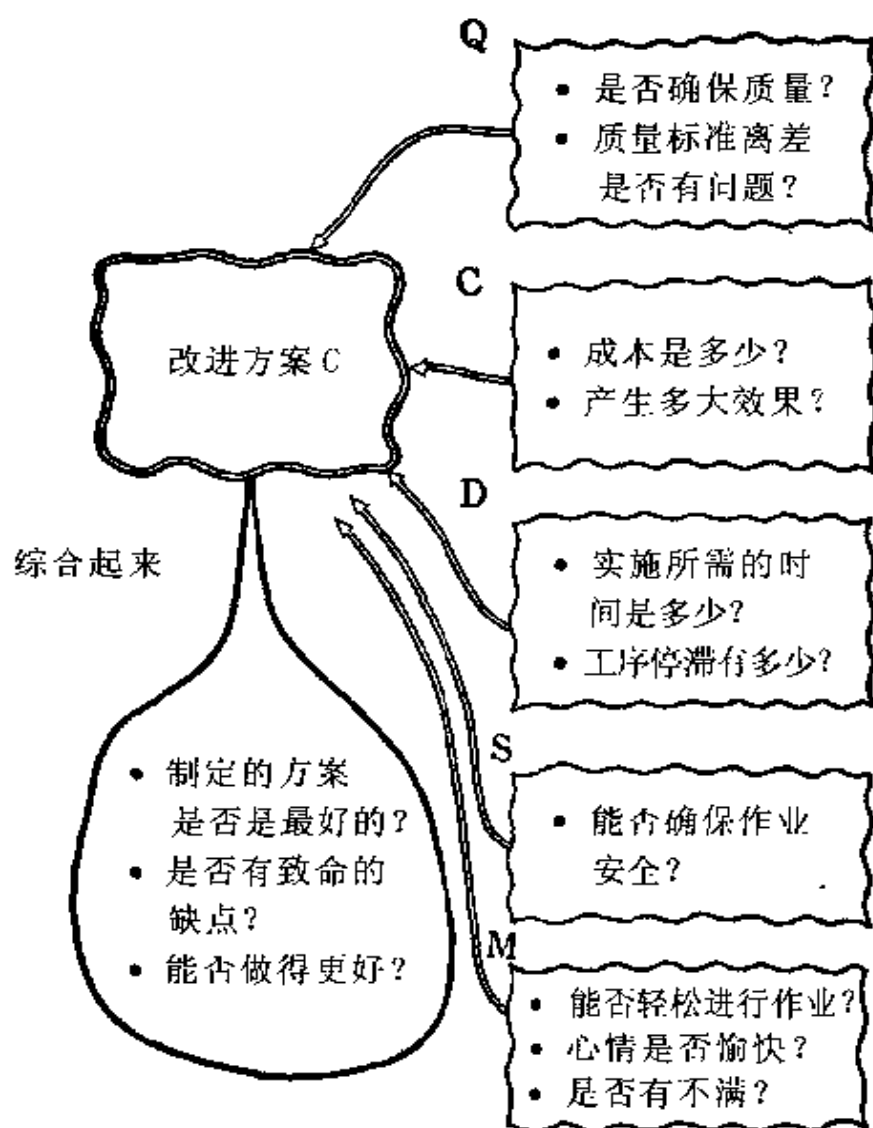 Q
• 是否确保质量?
• 质量标准离差
是否有问题?
改进方案C
C
• 成本是多少?
• 产生多大效果?
D
• 实施所需的时
间是多少?
• 工序停滞有多少?
综合起来
• 制定的方案
是否是最好的?
• 是否有致命的
缺点?
• 能否做得更好?
S
• 能否确保作业
安全?
M
• 能否轻松进行作业?
• 心情是否愉快?
• 是否有不满?